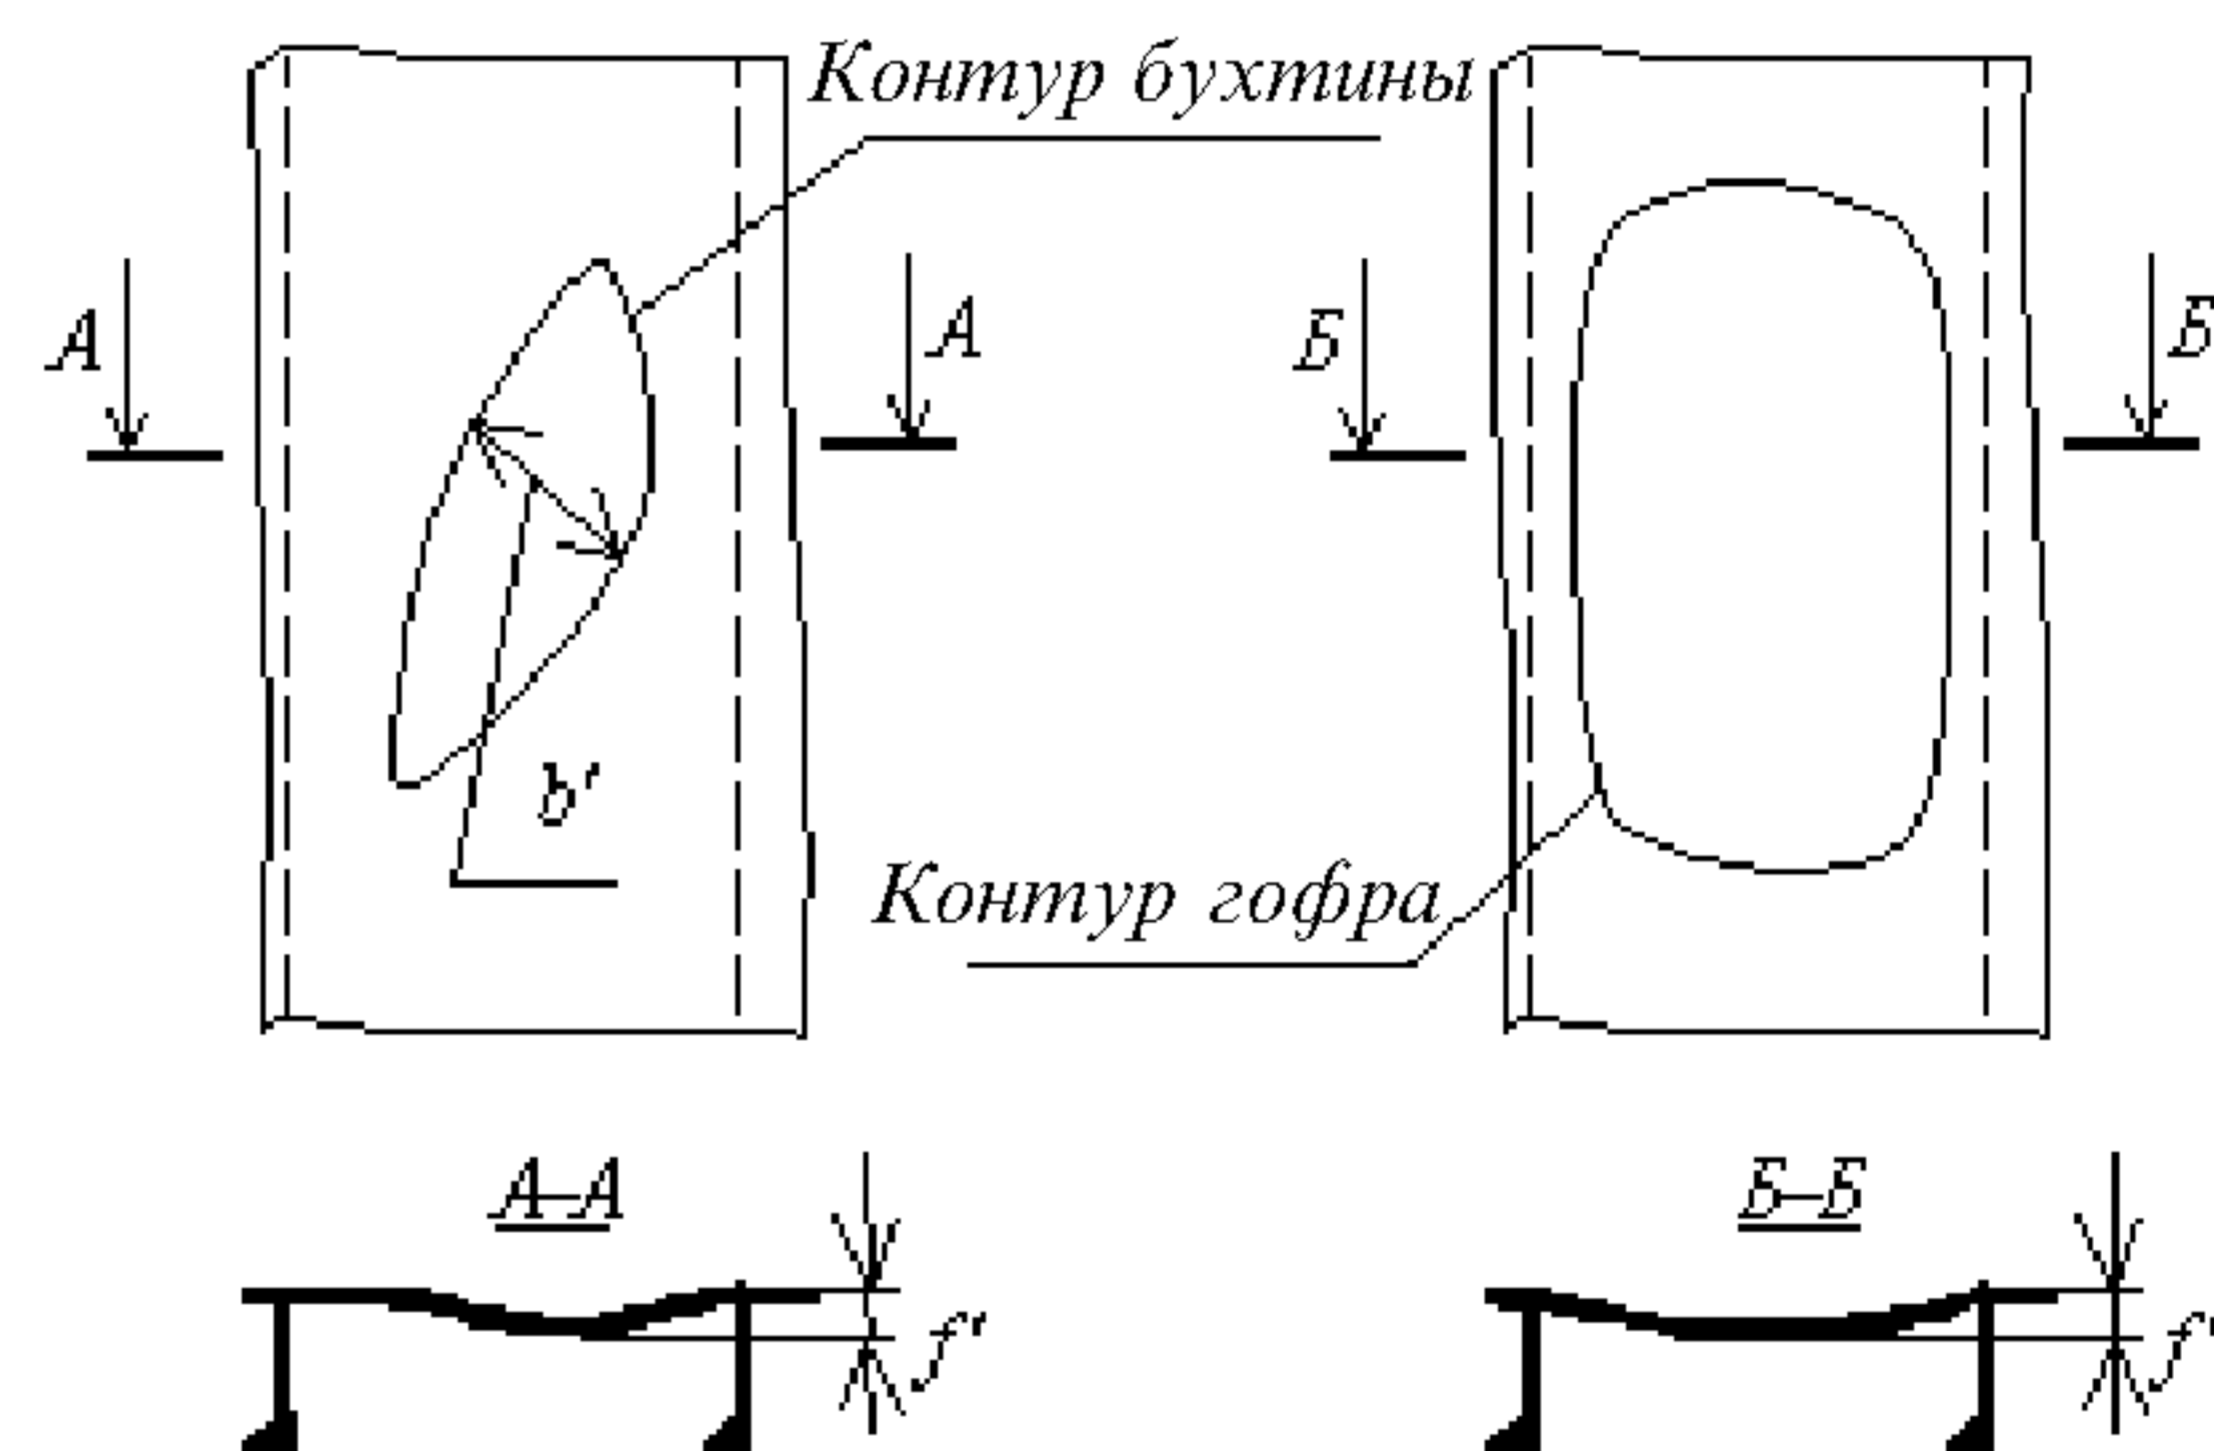 Контур бухтины
А
А
Б
Б
b'
Контур гофра
А–А
Б–Б
f'
f'